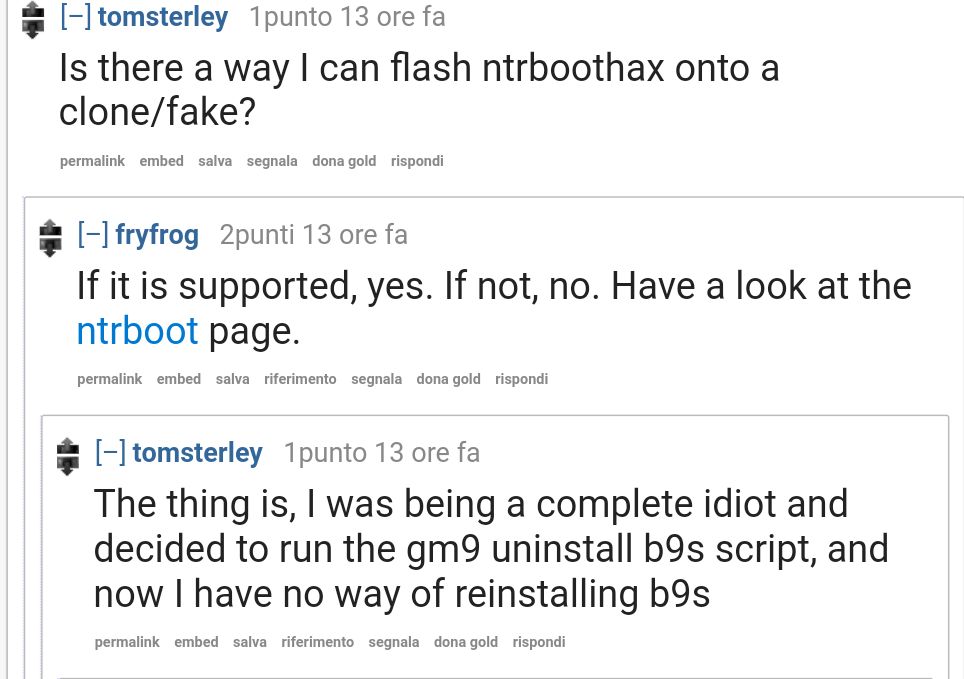 [–] tomsterley 1punto 13 ore fa
Is there a way I can flash ntrboothax onto a
clone/fake?
permalink embed salva segnala dona gold rispondi
[–] fryfrog 2punti 13 ore fa
If it is supported, yes. If not, no. Have a look at the
ntrboot page.
permalink embed salva riferimento segnala dona gold rispondi
[–] tomsterley 1punto 13 ore fa
The thing is, I was being a complete idiot and
decided to run the gm9 uninstall b9s script, and
now I have no way of reinstalling b9s
permalink embed salva riferimento segnala dona gold rispondi